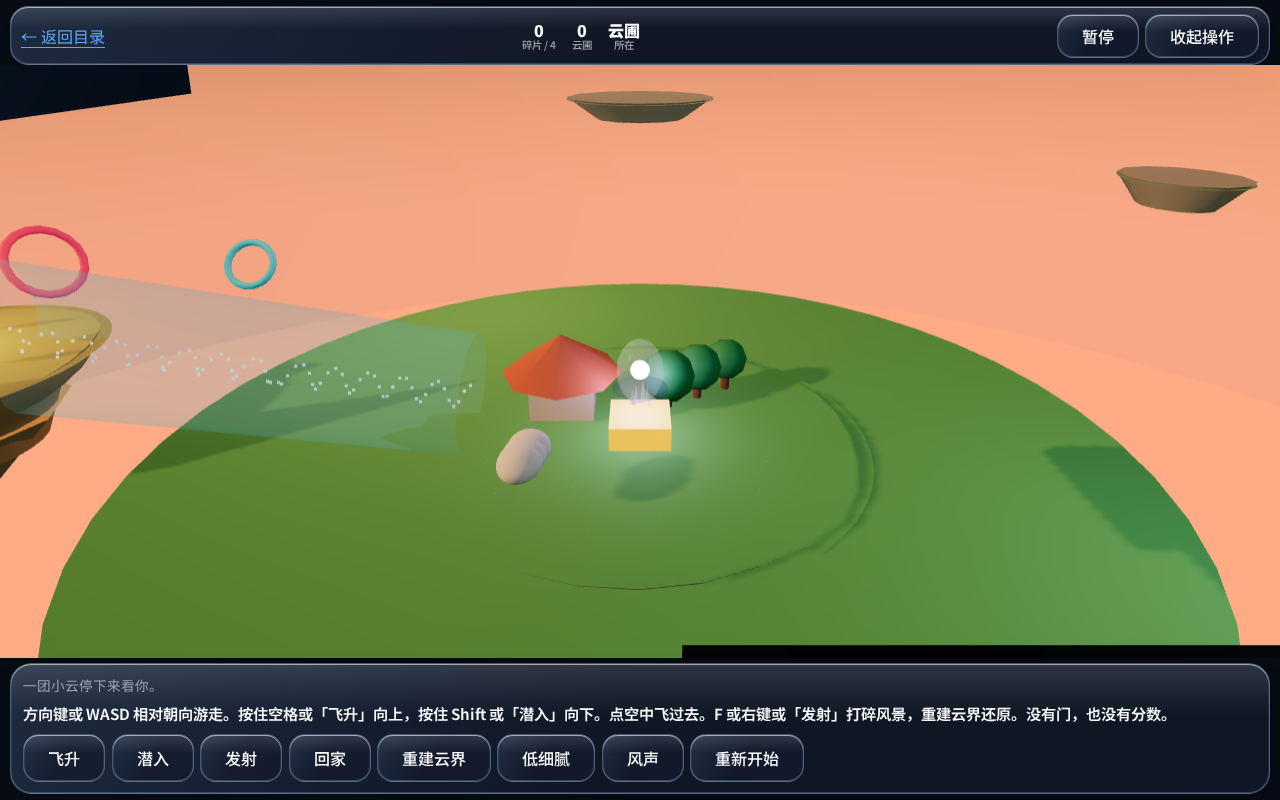 ← 返回目录
0 0 云圃
碎片 / 4 云圃 所在
暂停 收起操作
一团小云停下来看你。
方向键或 WASD 相对朝向游走。按住空格或「飞升」向上，按住 Shift 或「潜入」向下。点空中飞过去。F 或右键或「发射」打碎风景，重建云界还原。没有门，也没有分数。
飞升 潜入 发射 回家 重建云界 低细腻 风声 重新开始